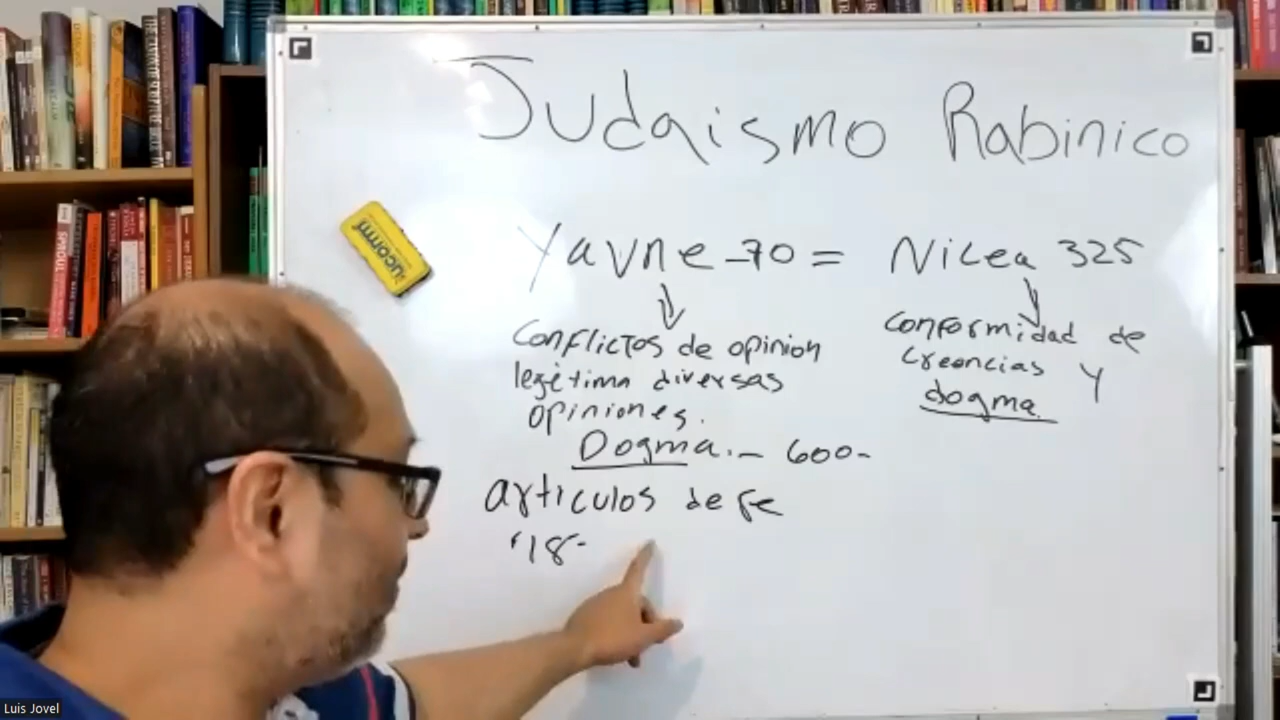 Judaismo Rabinico
Yavne -70 = Nicea 325
Conflictos de opinion
legitima diversas
opiniones.
Dogma. - 600-
articulos de fe
'18-
conformidad de
creencias y
dogma
SPROUL
Luis Jovel